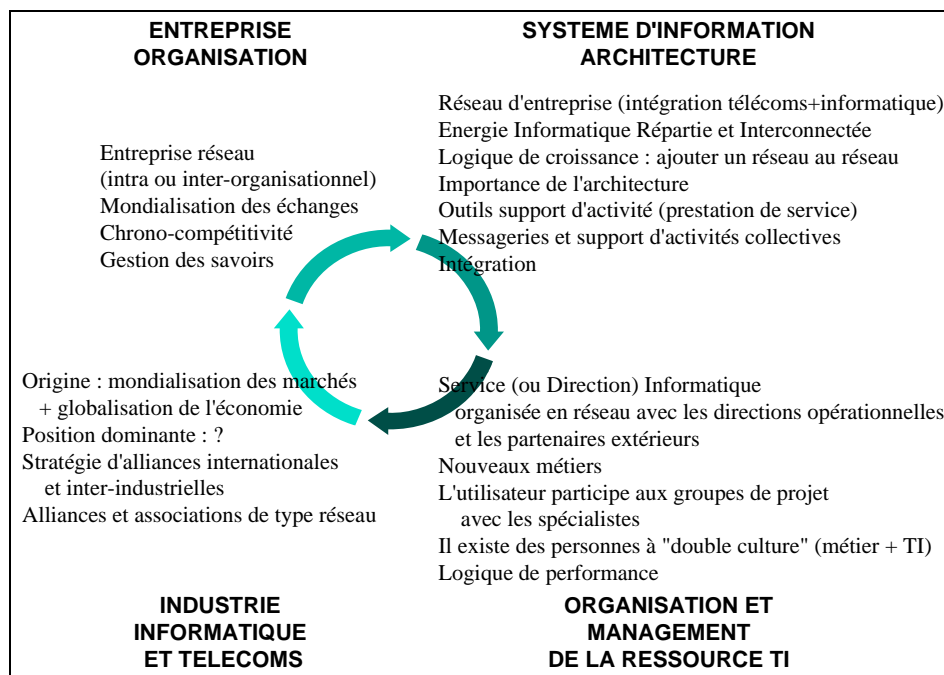 ENTREPRISE
ORGANISATION
Entreprise réseau
(intra ou inter-organisationnel)
Mondialisation des échanges
Chrono-compétitivité
Gestion des savoirs
SYSTEME D'INFORMATION
ARCHITECTURE
Réseau d'entreprise (intégration télécoms+informatique)
Energie Informatique Répartie et Interconnectée
Logique de croissance : ajouter un réseau au réseau
Importance de l'architecture
Outils support d'activité (prestation de service)
Messageries et support d'activités collectives
Intégration
Origine : mondialisation des marchés
+ globalisation de l'économie
Position dominante : ?
Stratégie d'alliances internationales
et inter-industrielles
Alliances et associations de type réseau
INDUSTRIE
INFORMATIQUE
ET TELECOMS
Service (ou Direction) Informatique
organisée en réseau avec les directions opérationnelles
et les partenaires extérieurs
Nouveaux métiers
L'utilisateur participe aux groupes de projet
avec les spécialistes
Il existe des personnes à "double culture" (métier + TI)
Logique de performance
ORGANISATION ET
MANAGEMENT
DE LA RESSOURCE TI